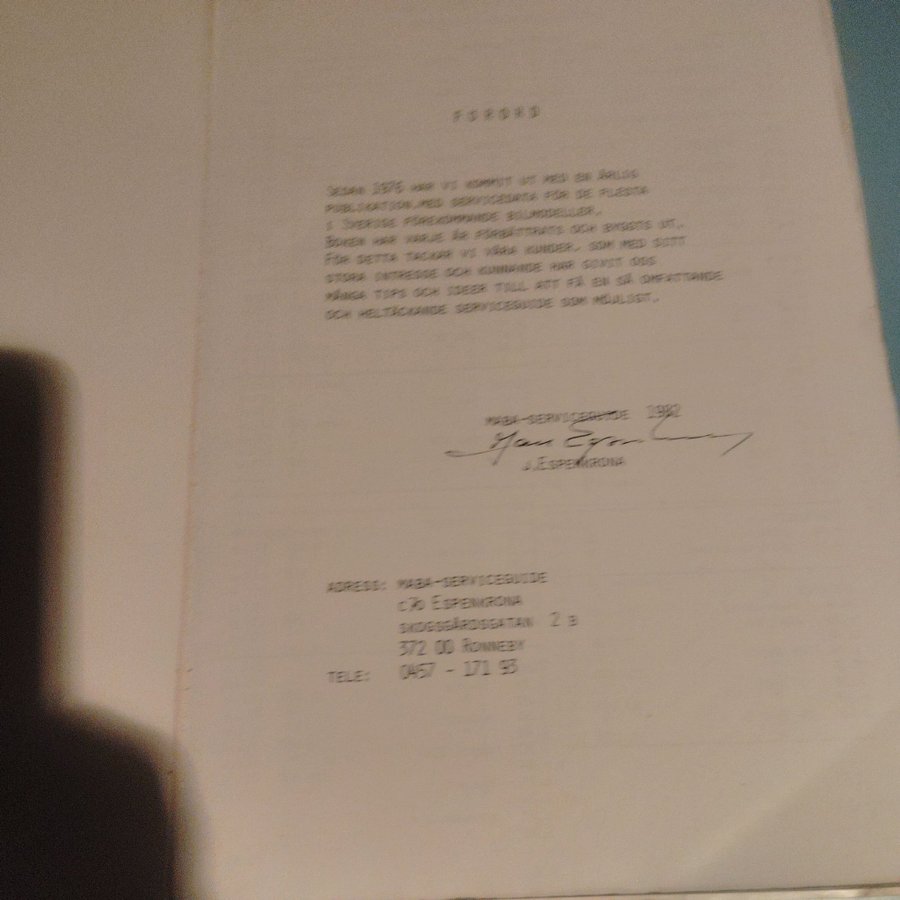 FÖRORD
SEDAN 1976 HAR VI KOMMIT UT MED EN ÅRLIG
PUBLIKATION,MED SERVICEDATA FÖR DE FLESTA
I SVERIGE FÖREKOMMANDE BILMODELLER.
BOKEN HAR VARJE ÅR FÖRBÄTTRATS OCH BYGGTS UT.
FÖR DETTA TACKAR VI VÅRA KUNDER, SOM MED SITT
STORA INTRESSE OCH KUNNANDE HAR GIVIT OSS
MÅNGA TIPS OCH IDEER TILL ATT FÅ EN SÅ OMFATTANDE
OCH HELTÄCKANDE SERVICEGUIDE SOM MÖJLIGT.
MABA-SERVICEGUIDE 1982
J.ESPENKRONA
ADRESS: MABA-SERVICEGUIDE
c/o ESPENKRONA
SKOGSGÅRDSGATAN 2 B
372 00 RONNEBY
TELE: 0457 - 171 93